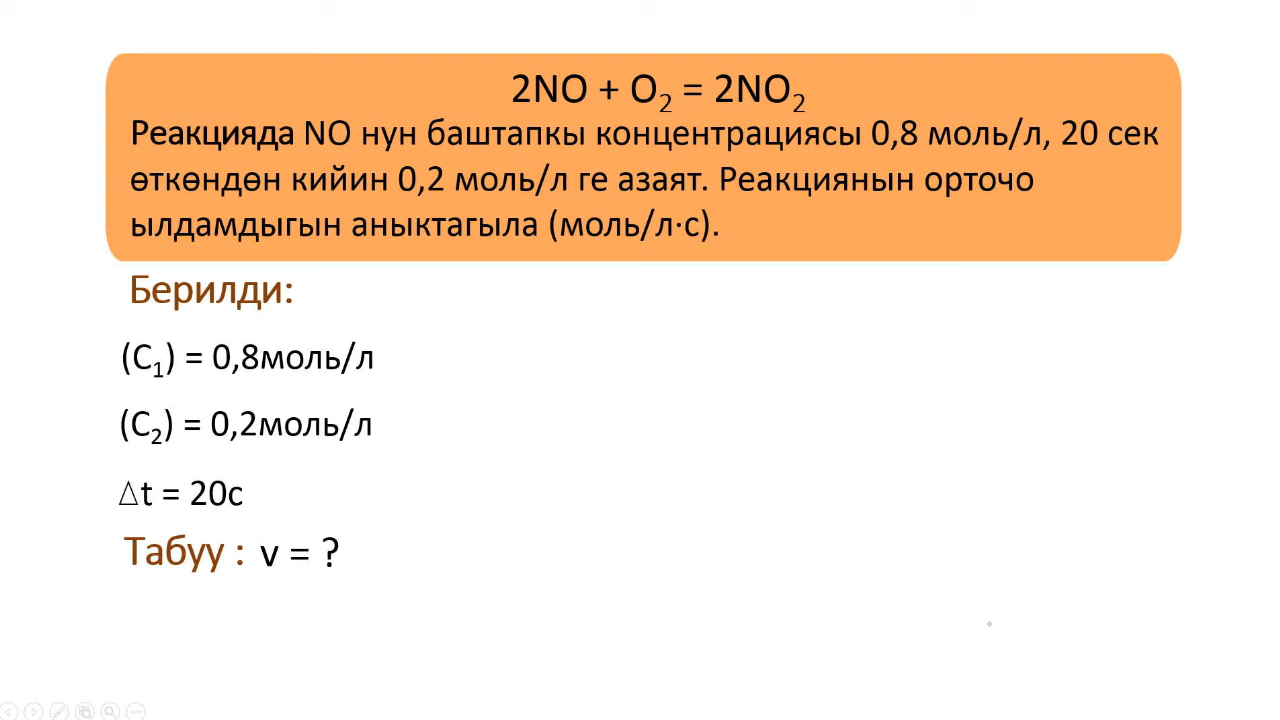 2NO + O₂ = 2NO₂
Реакцияда NO нун баштапкы концентрациясы 0,8 моль/л, 20 сек
өткөндөн кийин 0,2 моль/л ге азаят. Реакциянын орточо
ылдамдыгын аныктагыла (моль/л·с).
Берилди:
(C₁) = 0,8моль/л
(C₂) = 0,2моль/л
△t = 20с
Табуу : v = ?